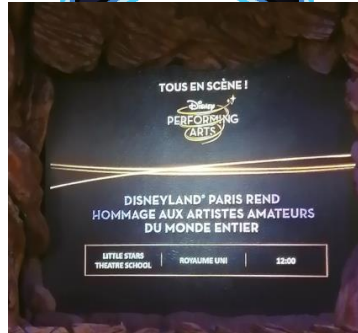 TOUS EN SCÈNE !
Disney
PERFORMING
ARTS
DISNEYLAND® PARIS REND
HOMMAGE AUX ARTISTES AMATEURS
DU MONDE ENTIER
LITTLE STARS
THEATRE SCHOOL
ROYAUME UNI
12:00